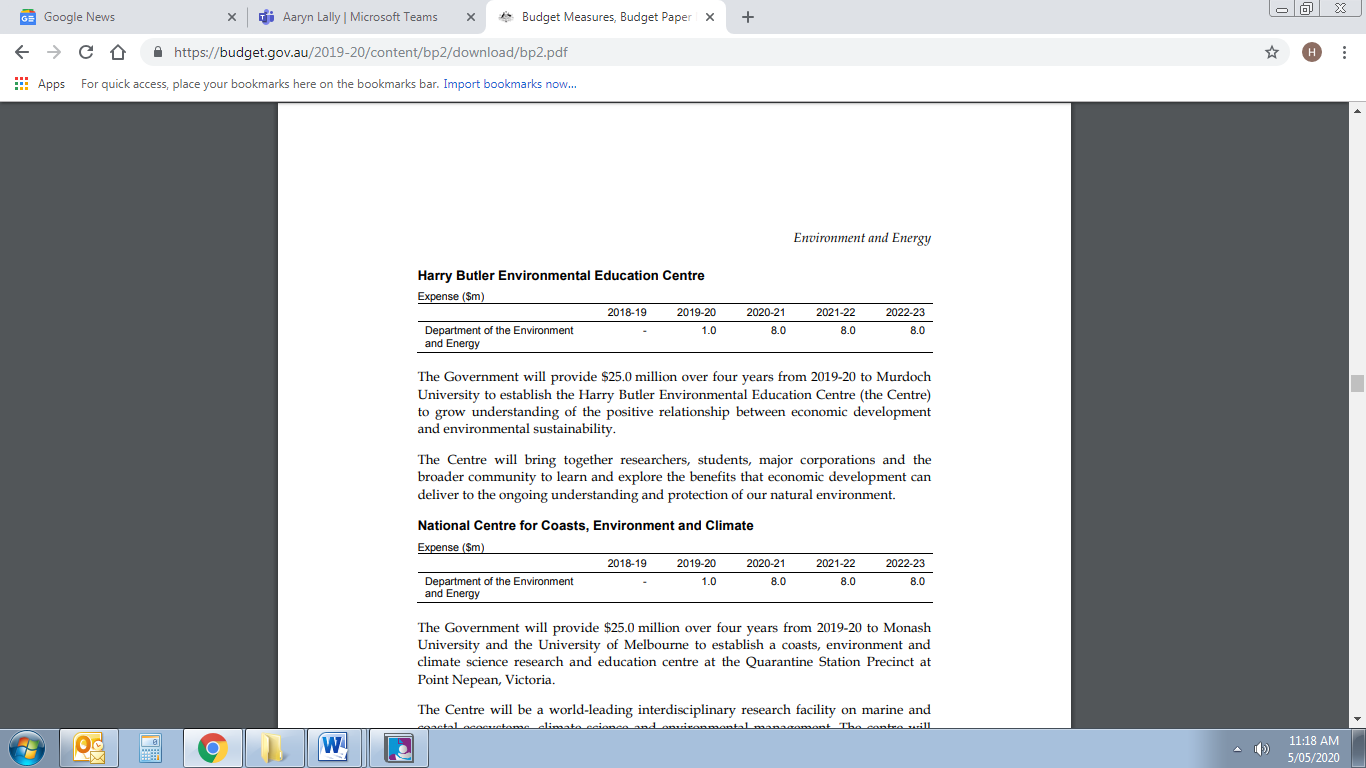 Google News
Aaryn Lally | Microsoft Teams
Budget Measures, Budget Paper
https://budget.gov.au/2019-20/content/bp2/download/bp2.pdf
H
Apps For quick access, place your bookmarks here on the bookmarks bar. Import bookmarks now...
Environment and Energy
Harry Butler Environmental Education Centre
Expense ($m)
2018-19 2019-20 2020-21 2021-22 2022-23
Department of the Environment - 1.0 8.0 8.0 8.0
and Energy
The Government will provide $25.0 million over four years from 2019-20 to Murdoch
University to establish the Harry Butler Environmental Education Centre (the Centre)
to grow understanding of the positive relationship between economic development
and environmental sustainability.
The Centre will bring together researchers, students, major corporations and the
broader community to learn and explore the benefits that economic development can
deliver to the ongoing understanding and protection of our natural environment.
National Centre for Coasts, Environment and Climate
Expense ($m)
2018-19 2019-20 2020-21 2021-22 2022-23
Department of the Environment - 1.0 8.0 8.0 8.0
and Energy
The Government will provide $25.0 million over four years from 2019-20 to Monash
University and the University of Melbourne to establish a coasts, environment and
climate science research and education centre at the Quarantine Station Precinct at
Point Nepean, Victoria.
The Centre will be a world-leading interdisciplinary research facility on marine and
coastal ecosystems, climate science and environmental management. The centre will
11:18 AM
5/05/2020